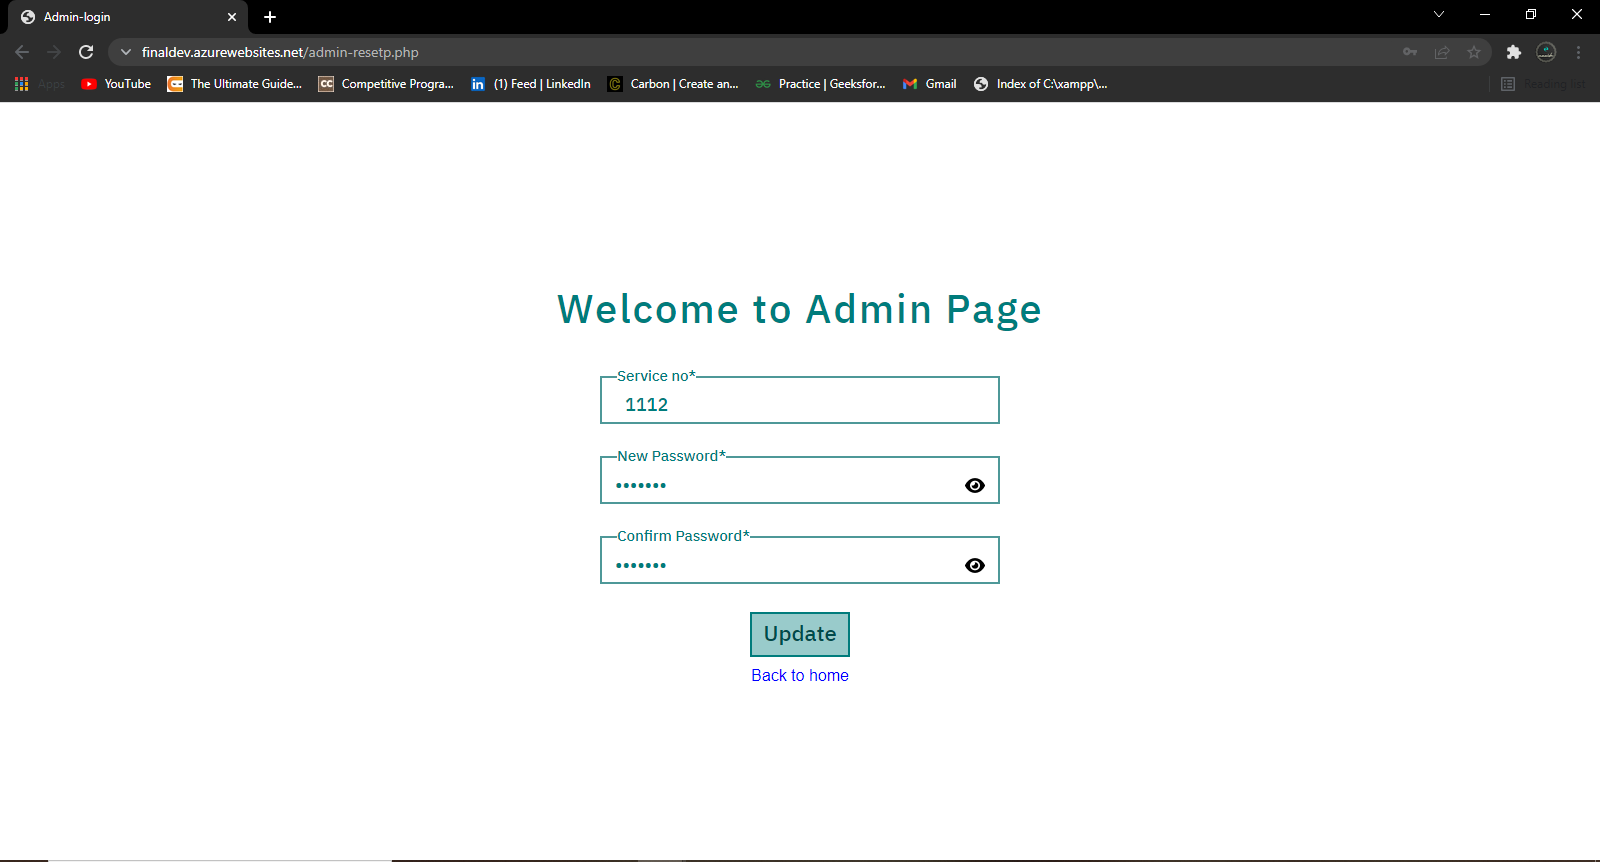 Admin-login
finaldev.azurewebsites.net/admin-resetp.php
Apps YouTube The Ultimate Guide... Competitive Progra... (1) Feed | LinkedIn Carbon | Create an... Practice | Geeksfor... Gmail Index of C:\xampp\... Reading list
Welcome to Admin Page
Service no*
1112
New Password*
•••••••
Confirm Password*
•••••••
Update
Back to home